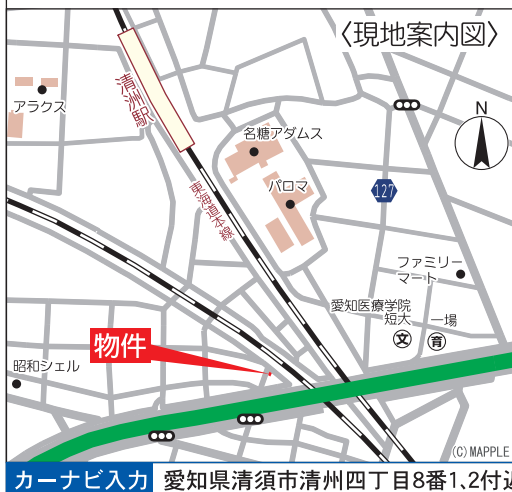 〈現地案内図〉
アラクス
清洲駅
名糖アダムス
N
パロマ
127
東海道本線
ファミリー
マート
愛知医療学院
短大
一場
文
育
物件
昭和シェル
(C) MAPPLE
カーナビ入力 愛知県清須市清州四丁目8番1、2付近